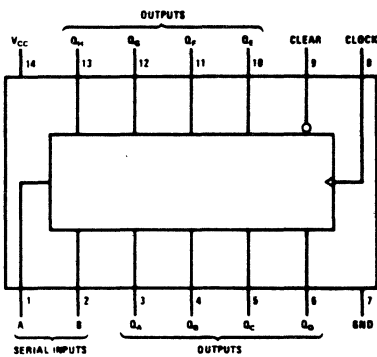 OUTPUTS
VCC QH QG QF QE CLEAR CLOCK
14 13 12 11 10 9 8
1 2 3 4 5 6 7
A B QA QB QC QD GND
SERIAL INPUTS OUTPUTS